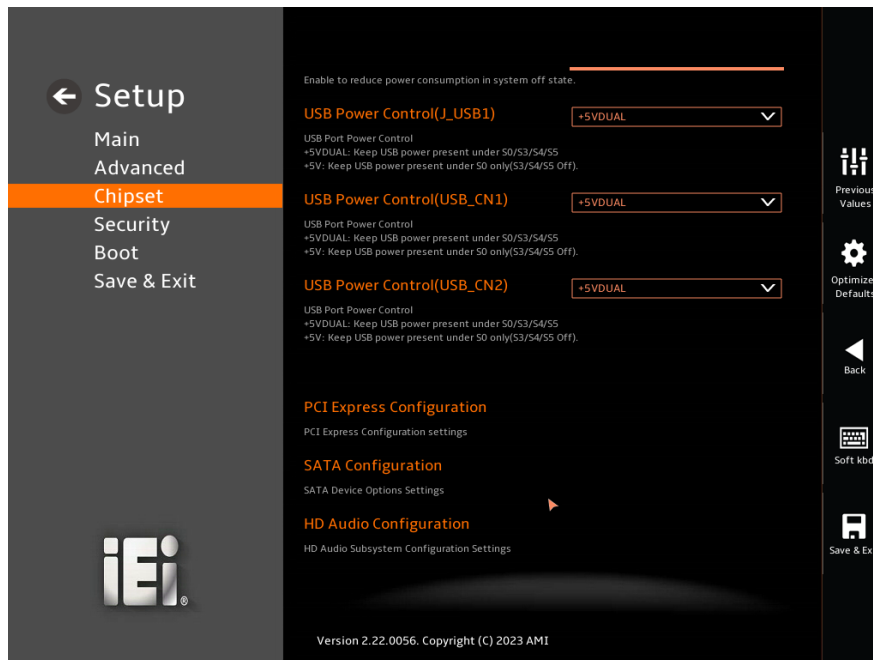 Setup
Main
Advanced
Chipset
Security
Boot
Save & Exit
iEi®
Enable to reduce power consumption in system off state.
USB Power Control(J_USB1)
+5VDUAL
USB Port Power Control
+5VDUAL: Keep USB power present under S0/S3/S4/S5
+5V: Keep USB power present under S0 only(S3/S4/S5 Off).
USB Power Control(USB_CN1)
+5VDUAL
USB Port Power Control
+5VDUAL: Keep USB power present under S0/S3/S4/S5
+5V: Keep USB power present under S0 only(S3/S4/S5 Off).
USB Power Control(USB_CN2)
+5VDUAL
USB Port Power Control
+5VDUAL: Keep USB power present under S0/S3/S4/S5
+5V: Keep USB power present under S0 only(S3/S4/S5 Off).
PCI Express Configuration
PCI Express Configuration settings
SATA Configuration
SATA Device Options Settings
HD Audio Configuration
HD Audio Subsystem Configuration Settings
Version 2.22.0056. Copyright (C) 2023 AMI
Previous
Values
Optimize
Defaults
Back
Soft kbd
Save & Ex